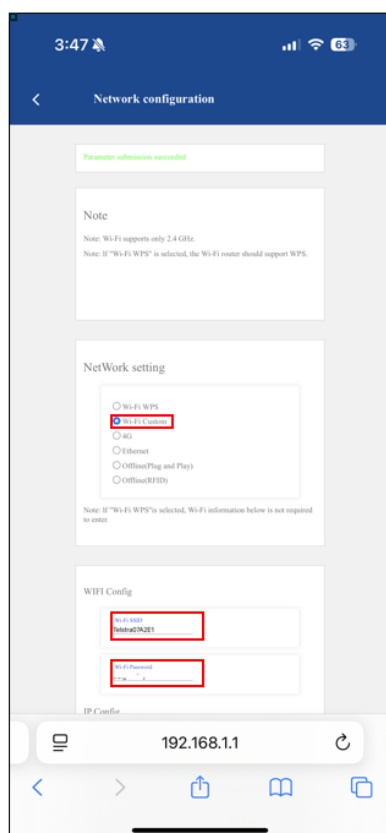 3:47
63
Network configuration
Parameter submission succeeded
Note
Note: Wi-Fi supports only 2.4 GHz.
Note: If "Wi-Fi WPS" is selected, the Wi-Fi router should support WPS.
NetWork setting
Wi-Fi WPS
Wi-Fi Custom
4G
Ethernet
Offline(Plug and Play)
Offline(RFID)
Note: If "Wi-Fi WPS"is selected, Wi-Fi information below is not required
to enter.
WIFI Config
Wi-Fi SSID
Telstra07A2E1
Wi-Fi Password
IP Config
192.168.1.1